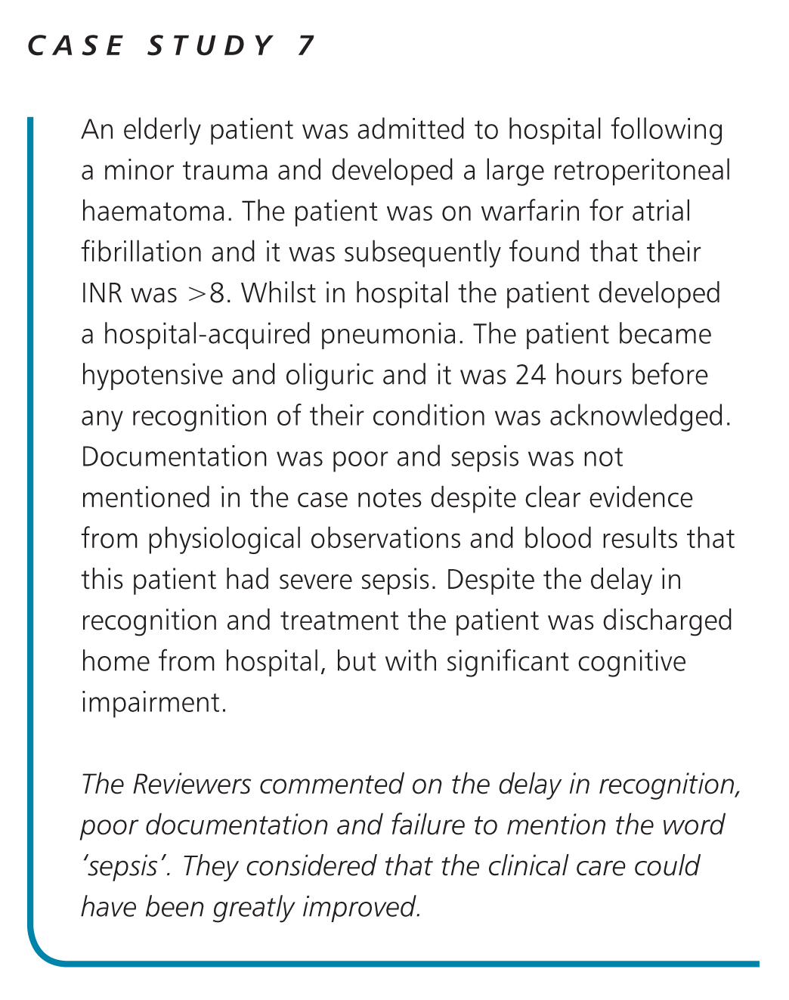 CASE STUDY 7
An elderly patient was admitted to hospital following
a minor trauma and developed a large retroperitoneal
haematoma. The patient was on warfarin for atrial
fibrillation and it was subsequently found that their
INR was >8. Whilst in hospital the patient developed
a hospital-acquired pneumonia. The patient became
hypotensive and oliguric and it was 24 hours before
any recognition of their condition was acknowledged.
Documentation was poor and sepsis was not
mentioned in the case notes despite clear evidence
from physiological observations and blood results that
this patient had severe sepsis. Despite the delay in
recognition and treatment the patient was discharged
home from hospital, but with significant cognitive
impairment.
The Reviewers commented on the delay in recognition,
poor documentation and failure to mention the word
‘sepsis’. They considered that the clinical care could
have been greatly improved.